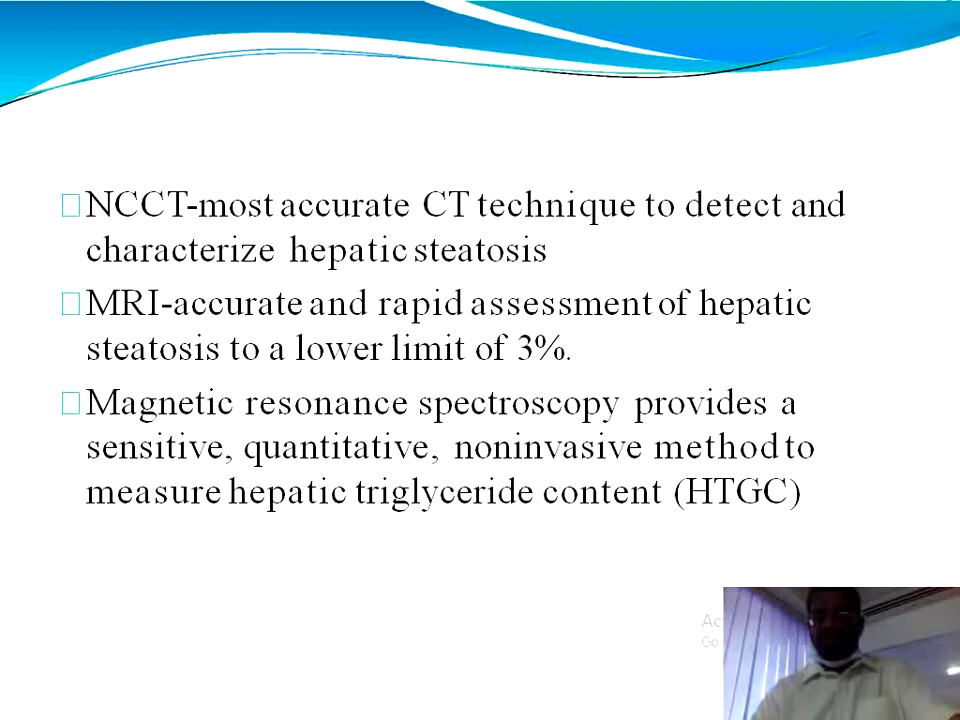 NCCT-most accurate CT technique to detect and
characterize hepatic steatosis
MRI-accurate and rapid assessment of hepatic
steatosis to a lower limit of 3%.
Magnetic resonance spectroscopy provides a
sensitive, quantitative, noninvasive method to
measure hepatic triglyceride content (HTGC)
Go